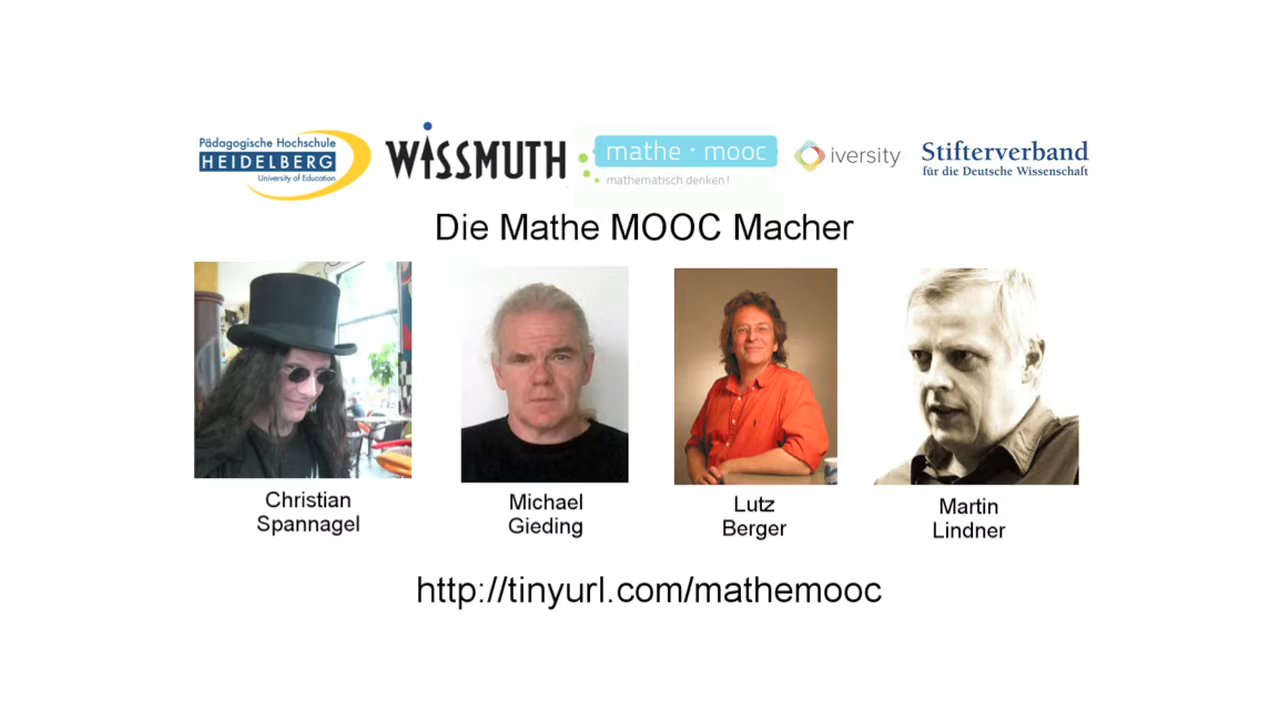 Pädagogische Hochschule
HEIDELBERG
University of Education
WiSSMUTH
mathe · mooc
mathematisch denken!
iversity
Stifterverband
für die Deutsche Wissenschaft
Die Mathe MOOC Macher
Christian
Spannagel
Michael
Gieding
Lutz
Berger
Martin
Lindner
http://tinyurl.com/mathemooc